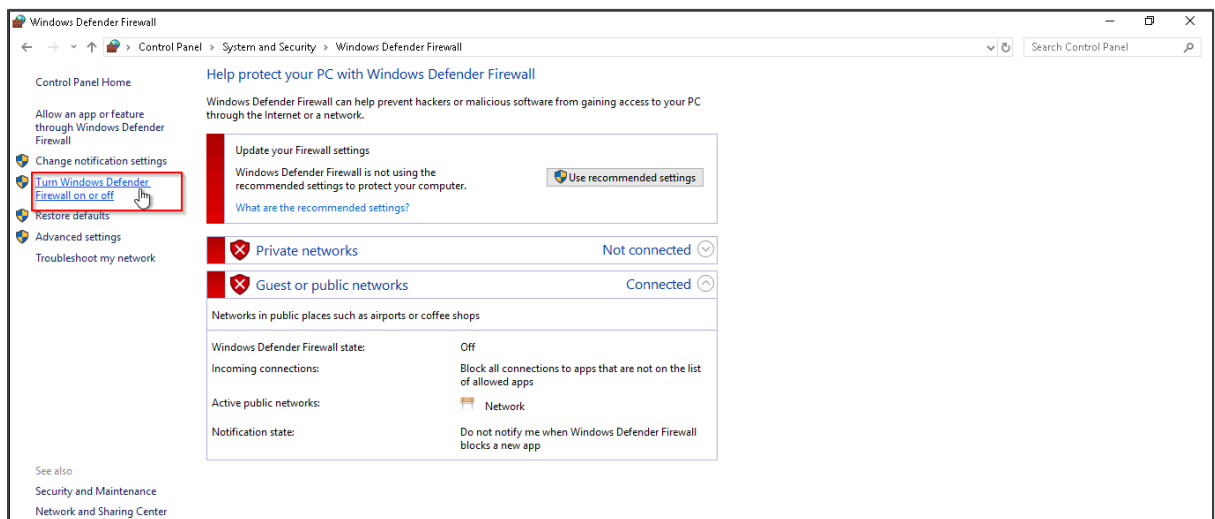 Windows Defender Firewall
Control Panel > System and Security > Windows Defender Firewall
Search Control Panel
Control Panel Home
Allow an app or feature
through Windows Defender
Firewall
Change notification settings
Turn Windows Defender
Firewall on or off
Restore defaults
Advanced settings
Troubleshoot my network
See also
Security and Maintenance
Network and Sharing Center
Help protect your PC with Windows Defender Firewall
Windows Defender Firewall can help prevent hackers or malicious software from gaining access to your PC
through the Internet or a network.
Update your Firewall settings
Windows Defender Firewall is not using the
recommended settings to protect your computer.
Use recommended settings
What are the recommended settings?
Private networks Not connected
Guest or public networks Connected
Networks in public places such as airports or coffee shops
Windows Defender Firewall state: Off
Incoming connections: Block all connections to apps that are not on the list
of allowed apps
Active public networks: Network
Notification state: Do not notify me when Windows Defender Firewall
blocks a new app